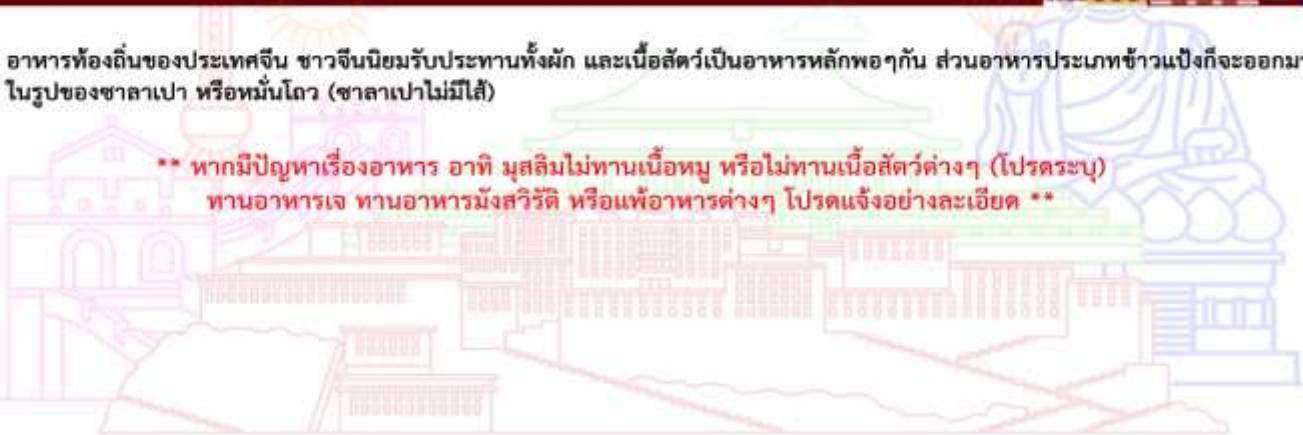 อาหารท้องถิ่นของประเทศจีน ชาวจีนนิยมรับประทานทั้งผัก และเนื้อสัตว์เป็นอาหารหลักพอๆกัน ส่วนอาหารประเภทข้าวแป้งก็จะออกมา
ในรูปของซาลาเปา หรือหมั่นโถว (ซาลาเปาไม่มีไส้)
** หากมีปัญหาเรื่องอาหาร อาทิ มุสลิมไม่ทานเนื้อหมู หรือไม่ทานเนื้อสัตว์ต่างๆ (โปรดระบุ)
ทานอาหารเจ ทานอาหารมังสวิรัติ หรือแพ้อาหารต่างๆ โปรดแจ้งอย่างละเอียด **